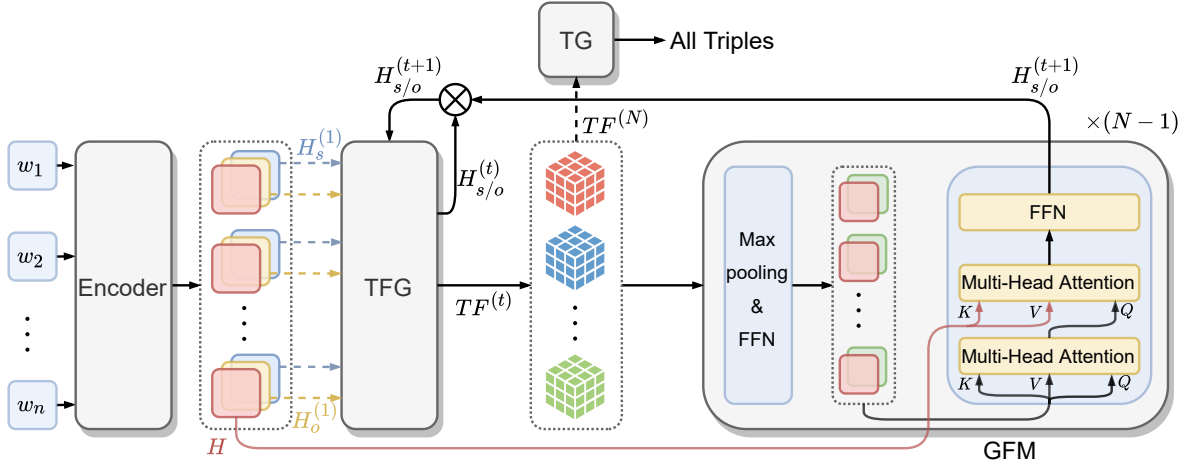 TG
All Triples
$H_{s/o}^{(t+1)}$
$H_{s/o}^{(t+1)}$
$TF^{(N)}$
$\times(N-1)$
$w_1$
$w_2$
$w_n$
Encoder
$H_s^{(1)}$
$H_o^{(1)}$
$H$
TFG
$H_{s/o}^{(t)}$
$TF^{(t)}$
Max
pooling
&
FFN
FFN
Multi-Head Attention
K V Q
Multi-Head Attention
K V Q
GFM